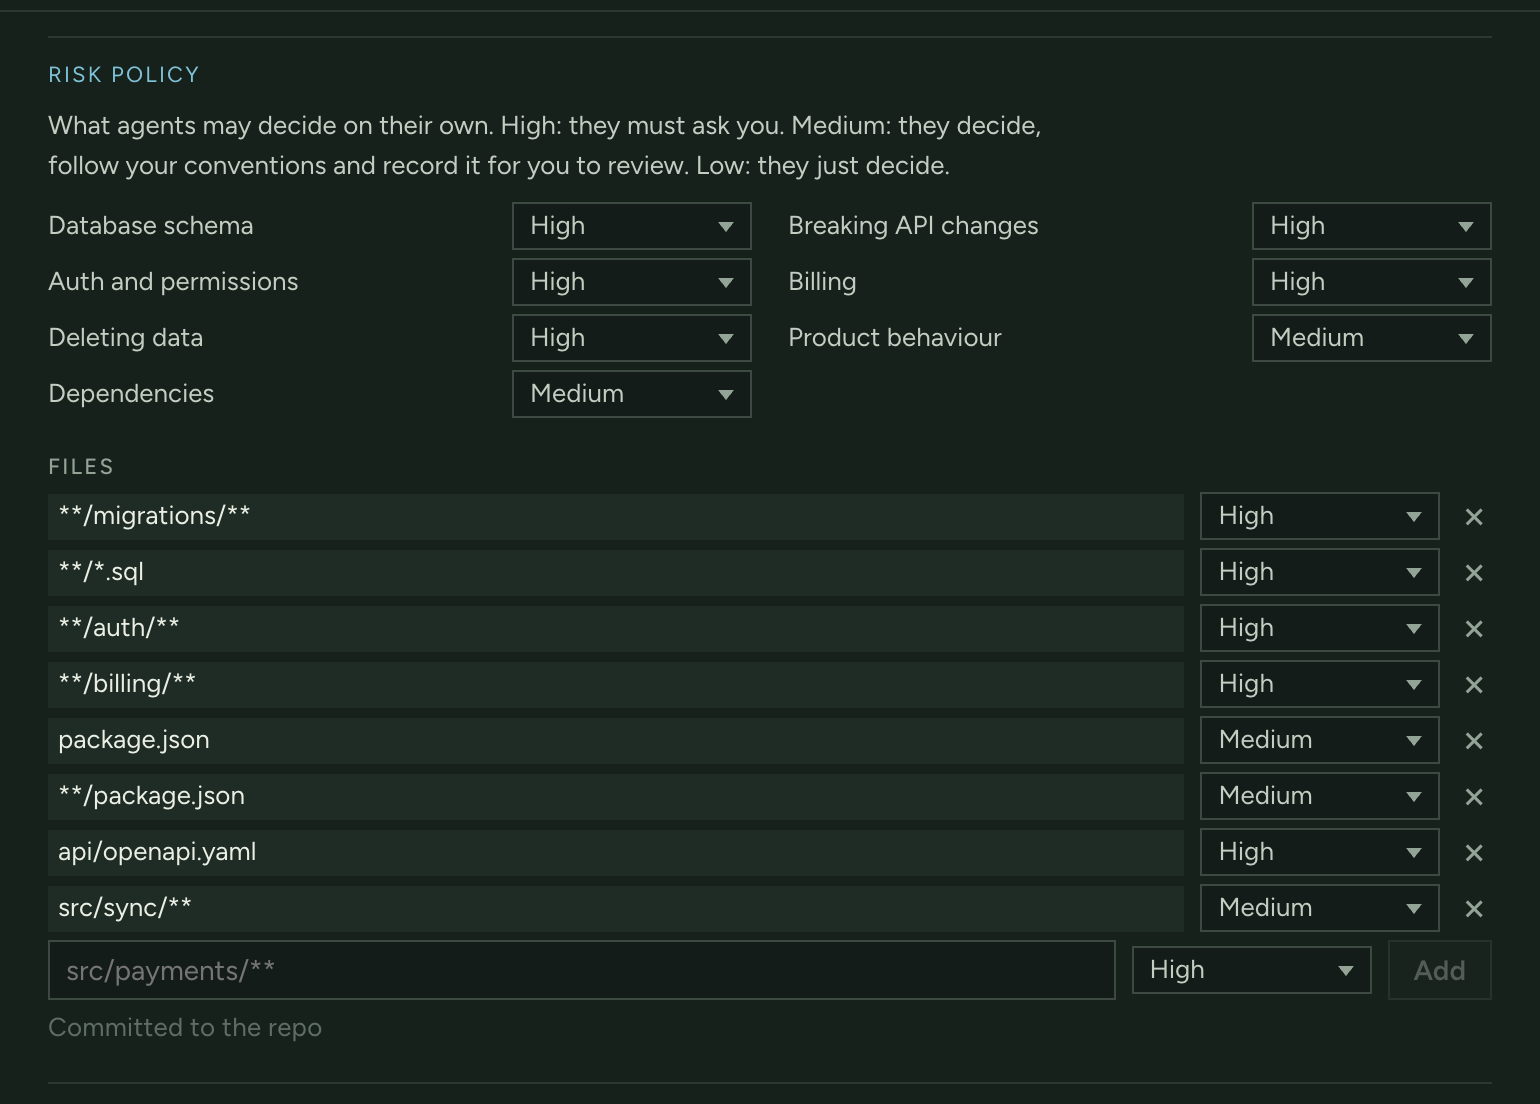 RISK POLICY
What agents may decide on their own. High: they must ask you. Medium: they decide,
follow your conventions and record it for you to review. Low: they just decide.
Database schema High Breaking API changes High
Auth and permissions High Billing High
Deleting data High Product behaviour Medium
Dependencies Medium
FILES
**/migrations/** High ×
**/*.sql High ×
**/auth/** High ×
**/billing/** High ×
package.json Medium ×
**/package.json Medium ×
api/openapi.yaml High ×
src/sync/** Medium ×
src/payments/** High Add
Committed to the repo